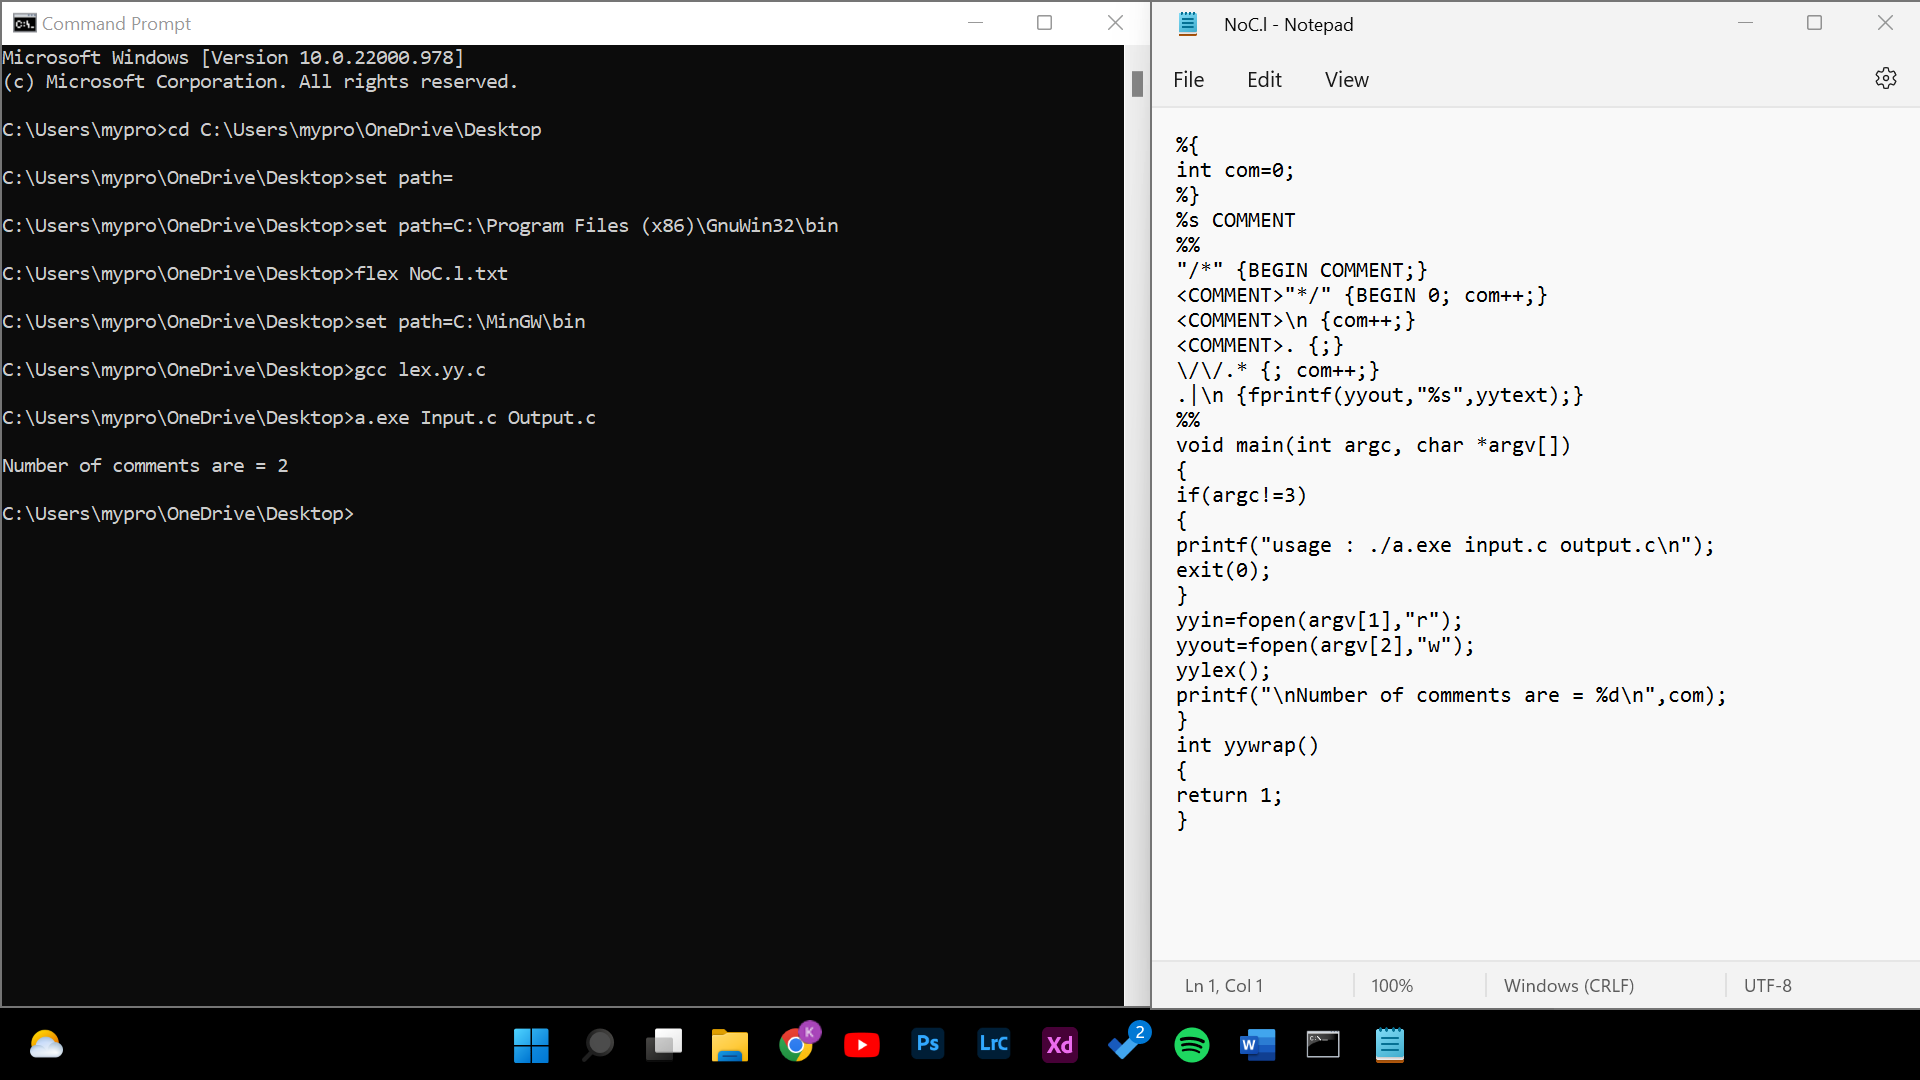 Command Prompt
Microsoft Windows [Version 10.0.22000.978]
(c) Microsoft Corporation. All rights reserved.
C:\Users\mypro>cd C:\Users\mypro\OneDrive\Desktop
C:\Users\mypro\OneDrive\Desktop>set path=
C:\Users\mypro\OneDrive\Desktop>set path=C:\Program Files (x86)\GnuWin32\bin
C:\Users\mypro\OneDrive\Desktop>flex NoC.l.txt
C:\Users\mypro\OneDrive\Desktop>set path=C:\MinGW\bin
C:\Users\mypro\OneDrive\Desktop>gcc lex.yy.c
C:\Users\mypro\OneDrive\Desktop>a.exe Input.c Output.c
Number of comments are = 2
C:\Users\mypro\OneDrive\Desktop>
NoC.l - Notepad
File Edit View
%{
int com=0;
%}
%s COMMENT
%%
"/*" {BEGIN COMMENT;}
<COMMENT>"*/" {BEGIN 0; com++;}
<COMMENT>\n {com++;}
<COMMENT>. {;}
\/\/.* {; com++;}
.|\n {fprintf(yyout,"%s",yytext);}
%%
void main(int argc, char *argv[])
{
if(argc!=3)
{
printf("usage : ./a.exe input.c output.c\n");
exit(0);
}
yyin=fopen(argv[1],"r");
yyout=fopen(argv[2],"w");
yylex();
printf("\nNumber of comments are = %d\n",com);
}
int yywrap()
{
return 1;
}
Ln 1, Col 1 100% Windows (CRLF) UTF-8
K Ps LrC Xd 2 W